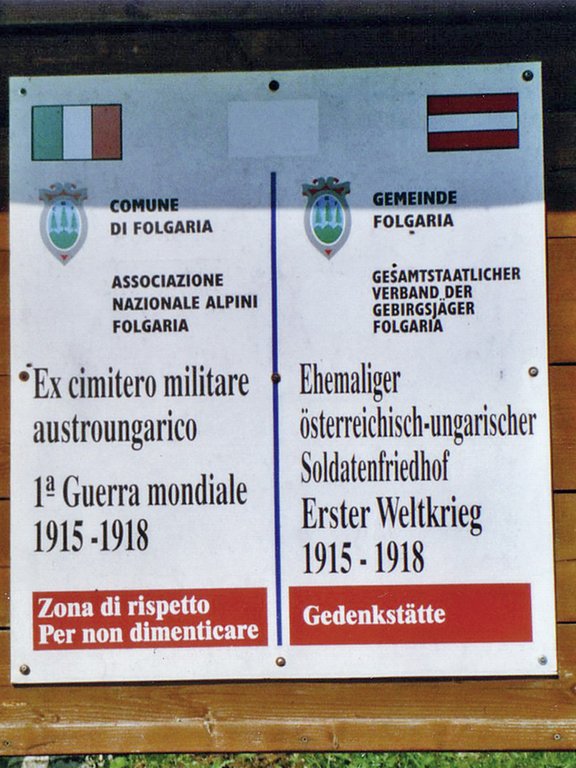 COMUNE
DI FOLGARIA
ASSOCIAZIONE
NAZIONALE ALPINI
FOLGARIA
Ex cimitero militare
austroungarico
1ª Guerra mondiale
1915 -1918
Zona di rispetto
Per non dimenticare
GEMEINDE
FOLGARIA
GESAMTSTAATLICHER
VERBAND DER
GEBIRGSJÄGER
FOLGARIA
Ehemaliger
österreichisch-ungarischer
Soldatenfriedhof
Erster Weltkrieg
1915 - 1918
Gedenkstätte